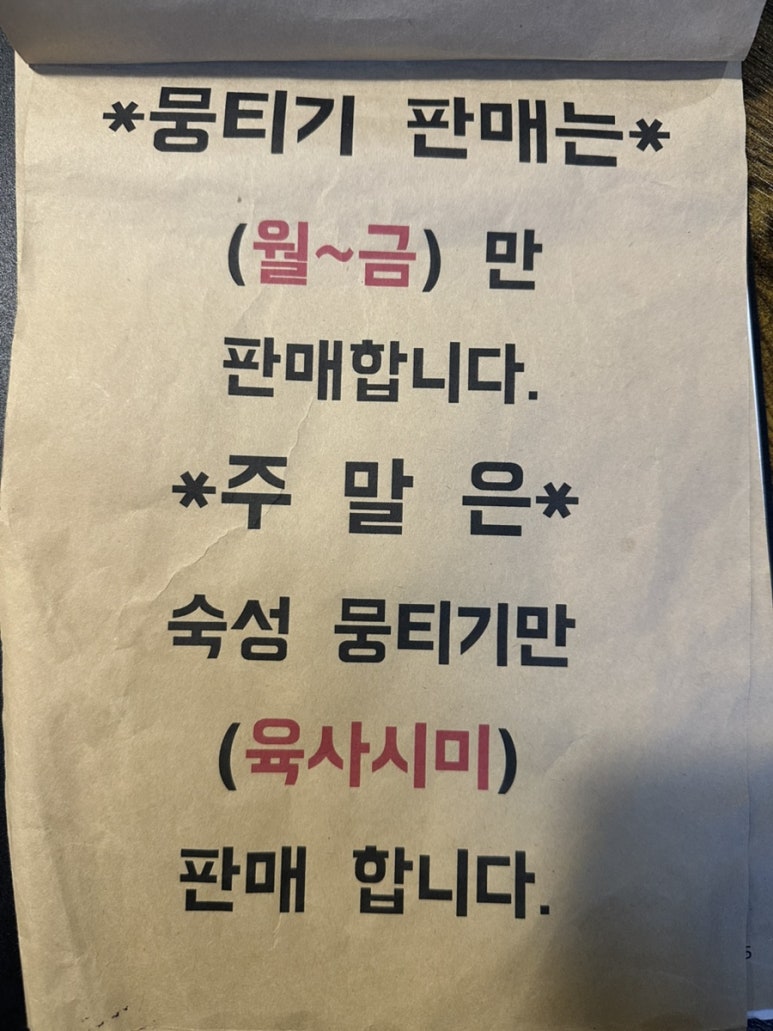 *뭉티기 판매는*
(월~금) 만
판매합니다.
*주 말 은*
숙성 뭉티기만
(육사시미)
판매 합니다.
5